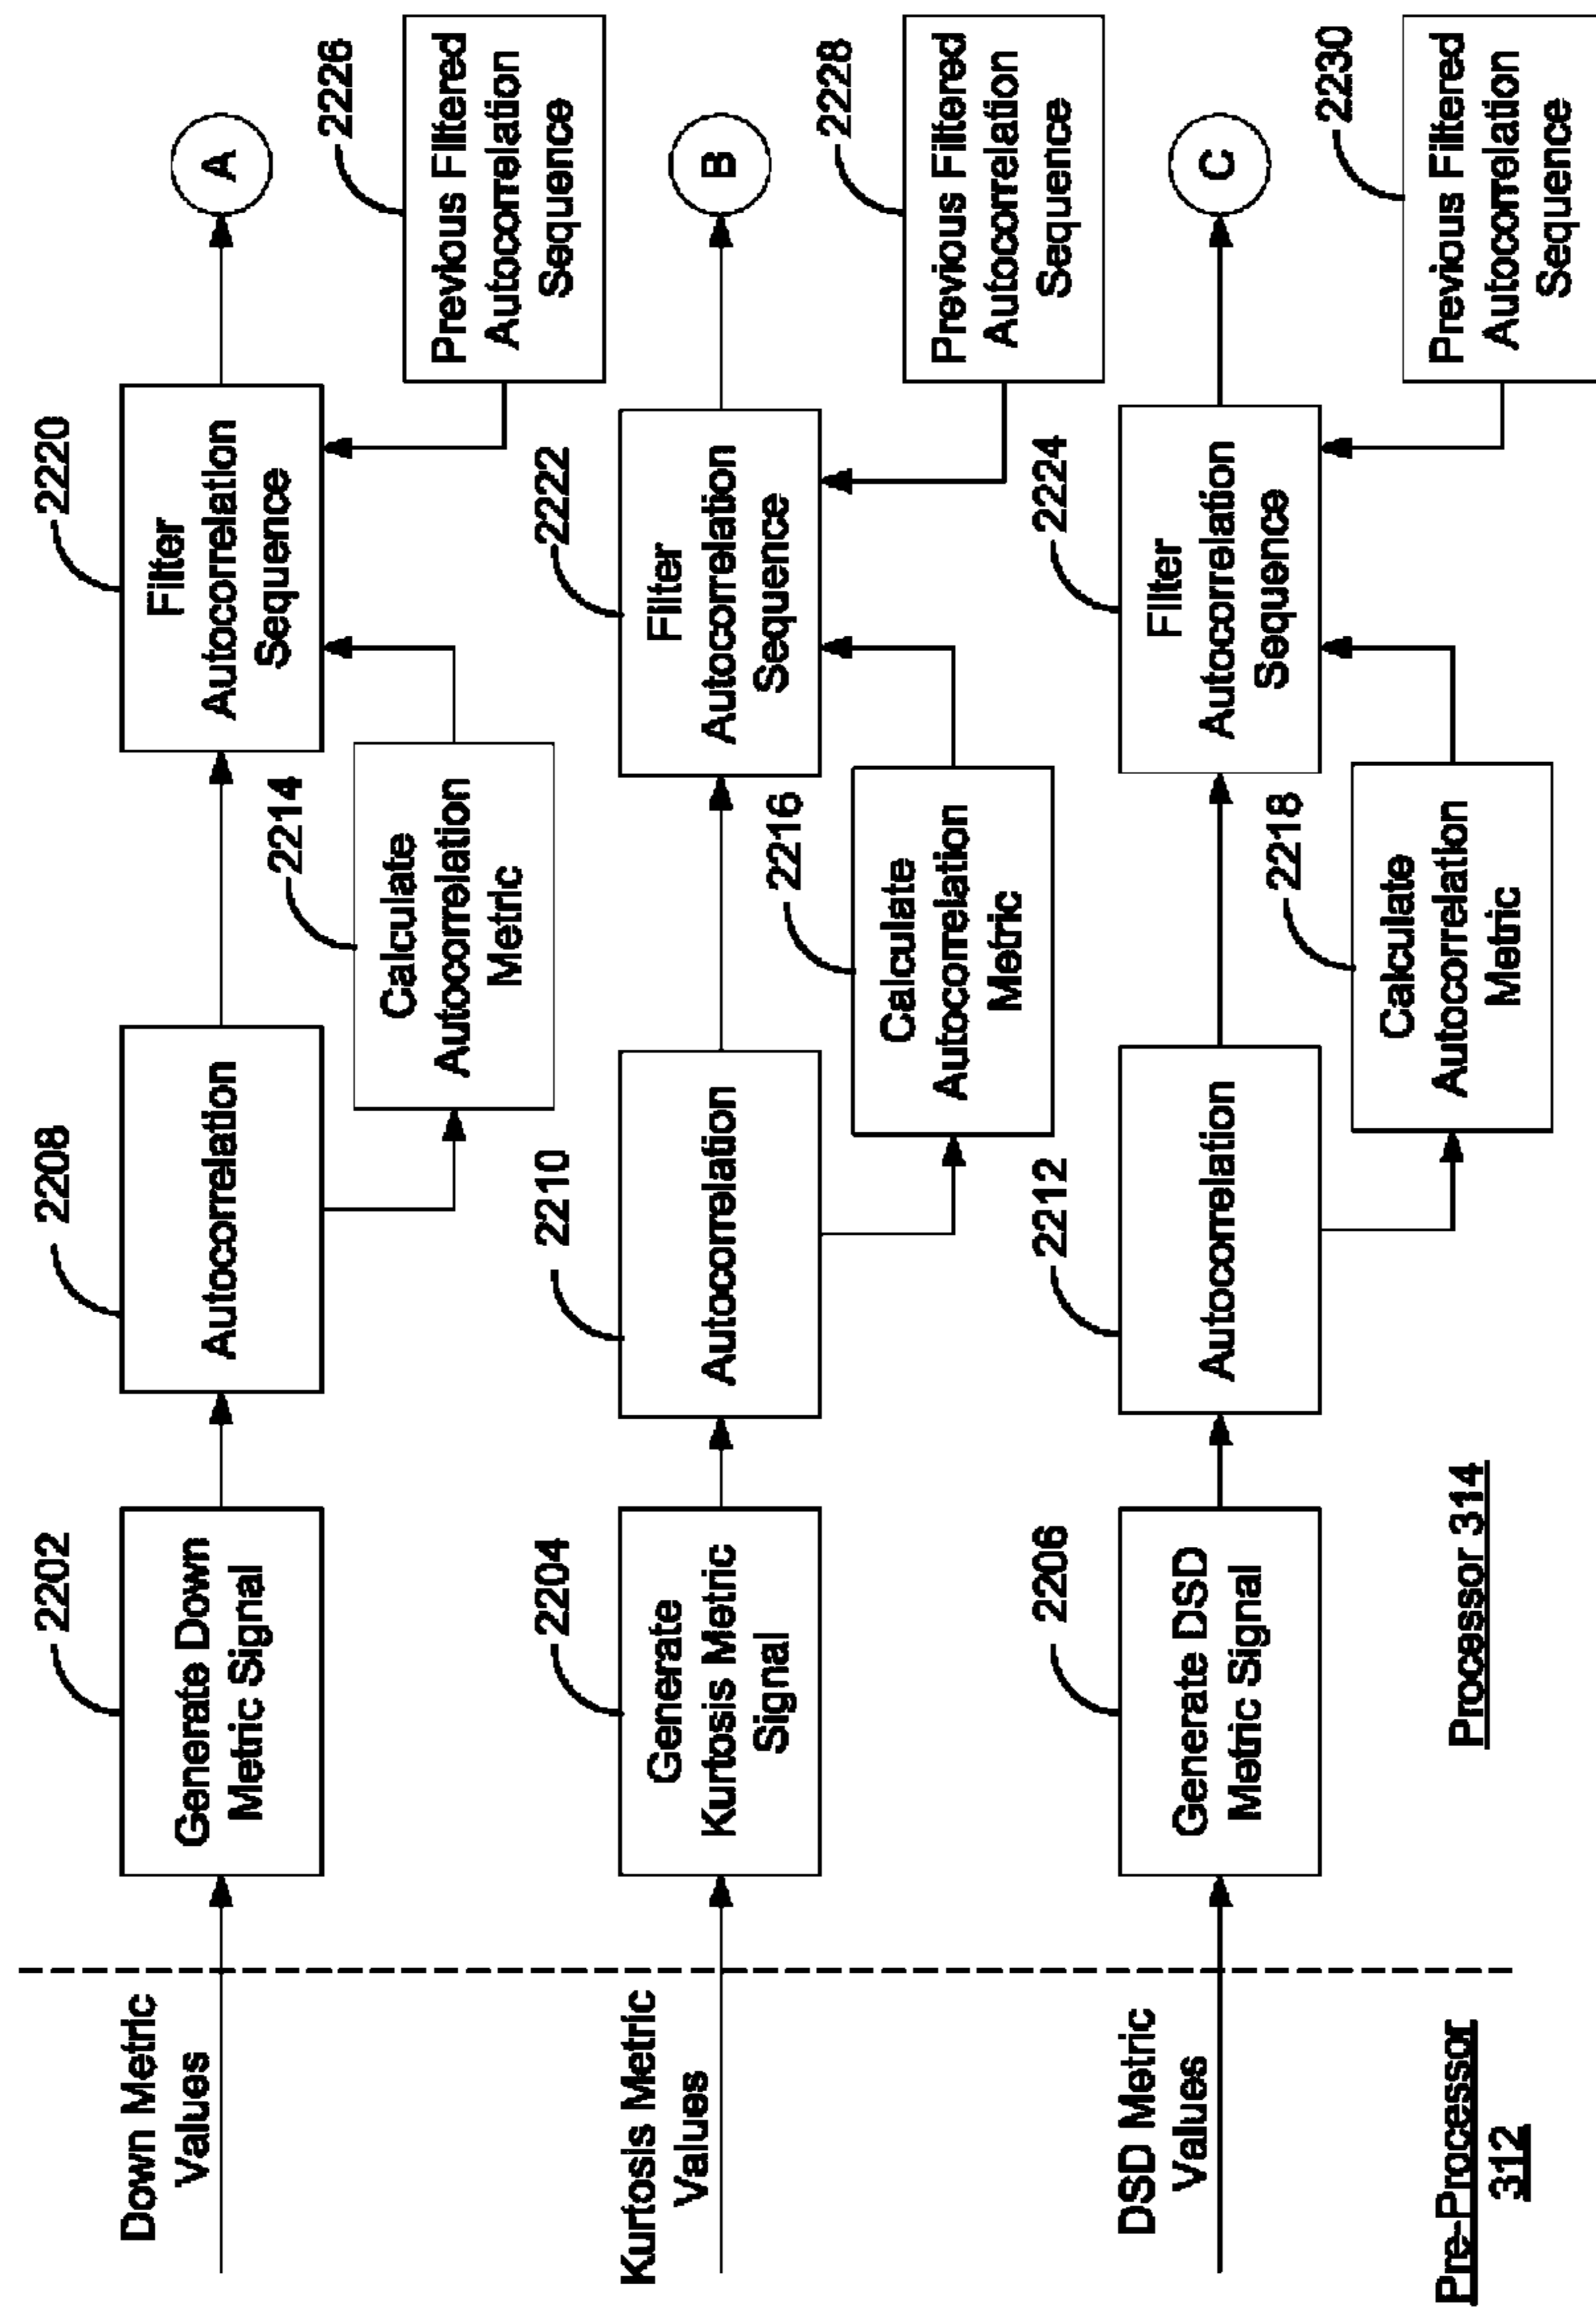 Down Metric
Values
2202
Generate Down
Metric Signal
2208
Autocorrelation
2214
Calculate
Autocorrelation
Metric
2220
Filter
Autocorrelation
Sequence
2226
Previous Filtered
Autocorrelation
Sequence
A
Kurtosis Metric
Values
2204
Generate
Kurtosis Metric
Signal
2210
Autocorrelation
2216
Calculate
Autocorrelation
Metric
2222
Filter
Autocorrelation
Sequence
2228
Previous Filtered
Autocorrelation
Sequence
B
DSD Metric
Values
2206
Generate DSD
Metric Signal
2212
Autocorrelation
2218
Calculate
Autocorrelation
Metric
2224
Filter
Autocorrelation
Sequence
2230
Previous Filtered
Autocorrelation
Sequence
C
Pre-Processor
312
Processor 314